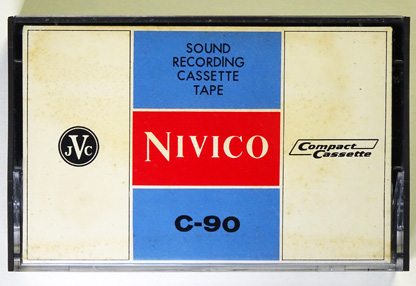 SOUND
RECORDING
CASSETTE
TAPE
JVC
NIVICO
Compact
Cassette
C-90